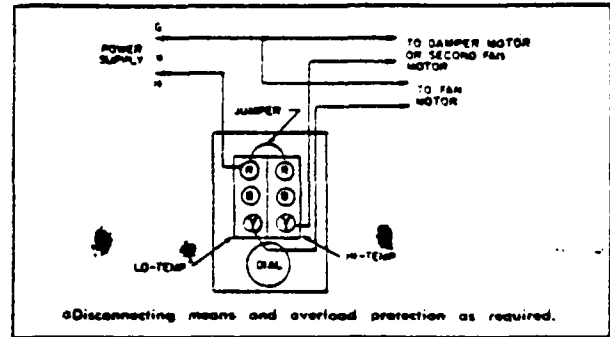 G
POWER
SUPPLY
H
TO DAMPER MOTOR
OR SECOND FAN
MOTOR
TO FAN
MOTOR
JUMPER
R R
B B
Y Y
LO-TEMP
HI-TEMP
DIAL
Disconnecting means and overload protection as required.